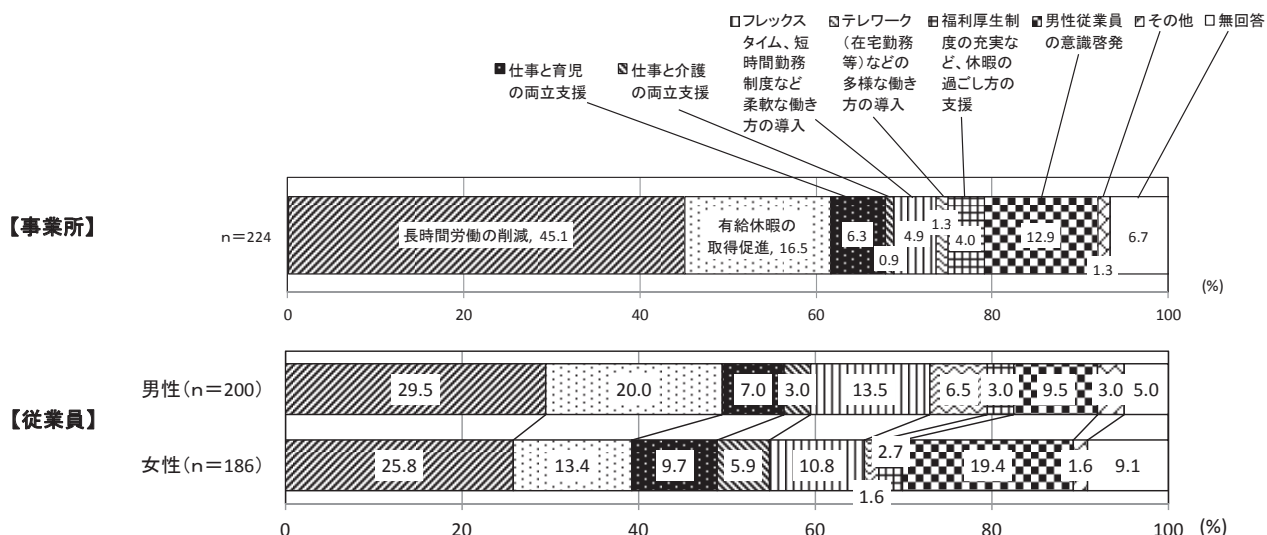 □フレックスタイム、短時間勤務制度など柔軟な働き方の導入
テレワーク(在宅勤務等)などの多様な働き方の導入
福利厚生制度の充実など、休暇の過ごし方の支援
男性従業員の意識啓発
その他
□無回答
仕事と育児の両立支援
仕事と介護の両立支援
【事業所】
n=224
長時間労働の削減, 45.1
有給休暇の
取得促進, 16.5
6.3
0.9
4.9
1.3
4.0
12.9
1.3
6.7
(%)
0 20 40 60 80 100
【従業員】
男性(n=200)
29.5 20.0 7.0 3.0 13.5 6.5 3.0 9.5 3.0 5.0
女性(n=186)
25.8 13.4 9.7 5.9 10.8 1.6 2.7 19.4 1.6 9.1
0 20 40 60 80 100 (%)